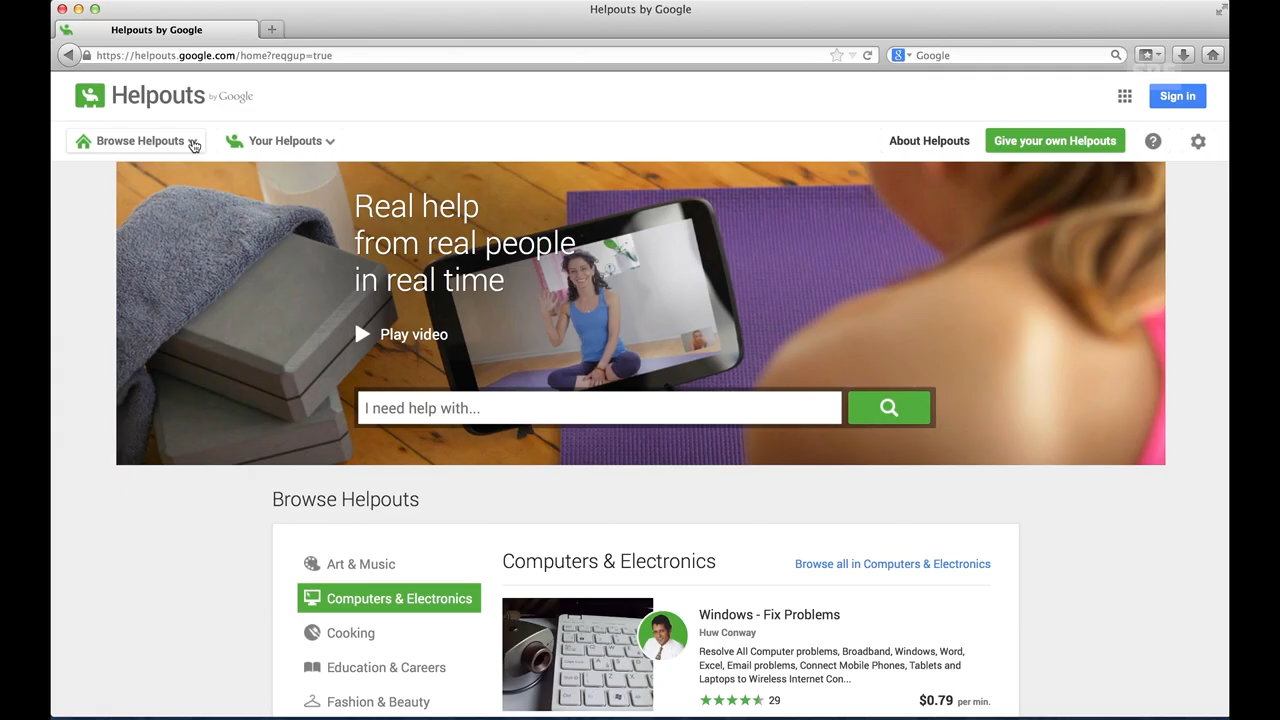 Helpouts by Google
Helpouts by Google
https://helpouts.google.com/home?reqgup=true
Google
Helpouts by Google
Sign in
Browse Helpouts
Your Helpouts
About Helpouts
Give your own Helpouts
Real help
from real people
in real time
Play video
I need help with...
Browse Helpouts
Art & Music
Computers & Electronics
Cooking
Education & Careers
Fashion & Beauty
Computers & Electronics
Browse all in Computers & Electronics
Windows - Fix Problems
Huw Conway
Resolve All Computer problems, Broadband, Windows, Word,
Excel, Email problems, Connect Mobile Phones, Tablets and
Laptops to Wireless Internet Con...
29
$0.79 per min.